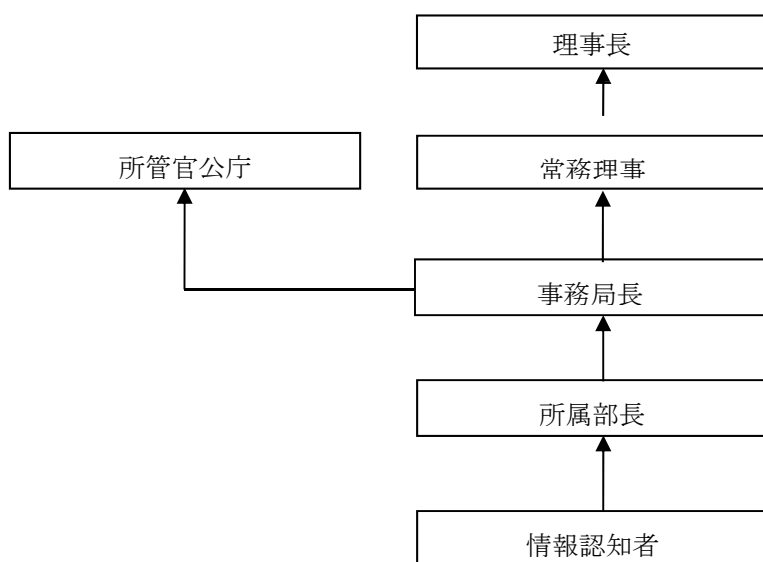 理事長
所管官公庁
常務理事
事務局長
所属部長
情報認知者